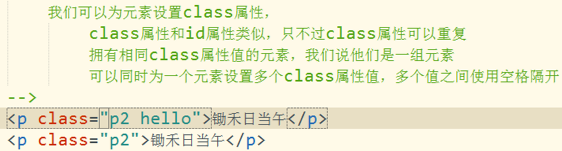 我们可以为元素设置class属性，
class属性和id属性类似，只不过class属性可以重复
拥有相同class属性值的元素，我们说他们是一组元素
可以同时为一个元素设置多个class属性值，多个值之间使用空格隔开
-->
<p class="p2 hello">锄禾日当午</p>
<p class="p2">锄禾日当午</p>